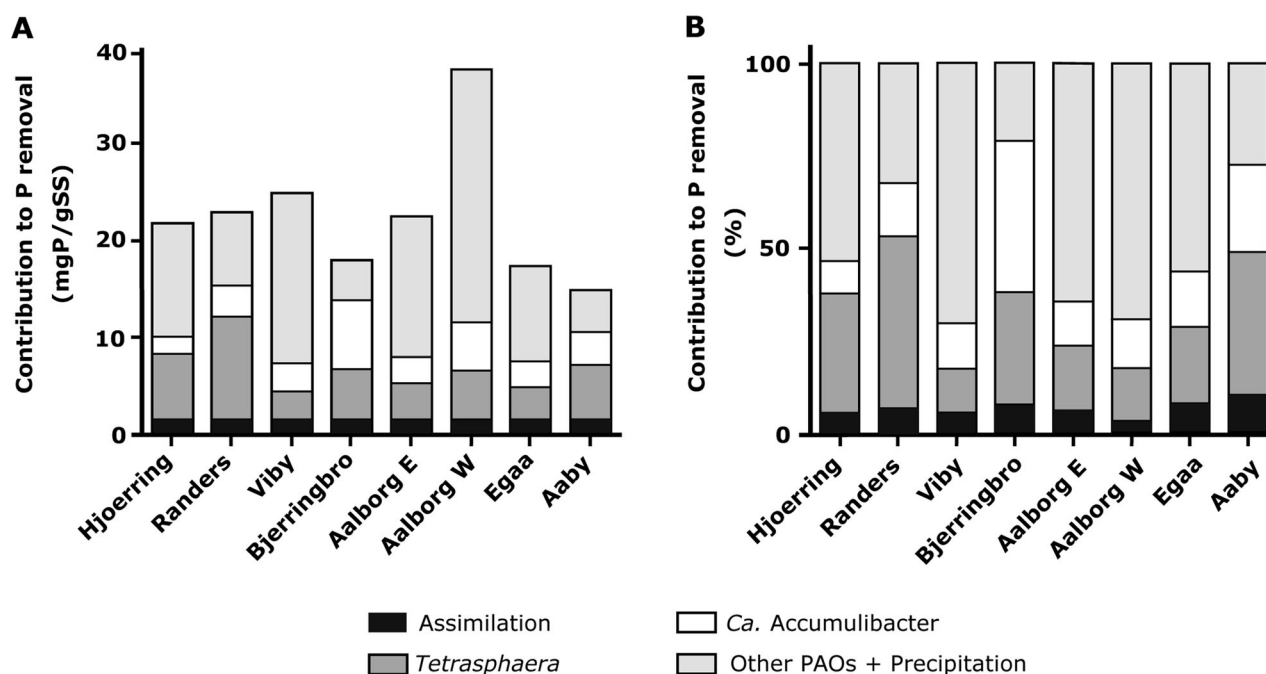 A
Contribution to P removal
(mgP/gSS)
40
30
20
10
0
Hjoerring
Randers
Viby
Bjerringbro
Aalborg E
Aalborg W
Egaa
Aaby
B
Contribution to P removal
(%)
100
50
0
Hjoerring
Randers
Viby
Bjerringbro
Aalborg E
Aalborg W
Egaa
Aaby
Assimilation
Ca. Accumulibacter
Tetrasphaera
Other PAOs + Precipitation